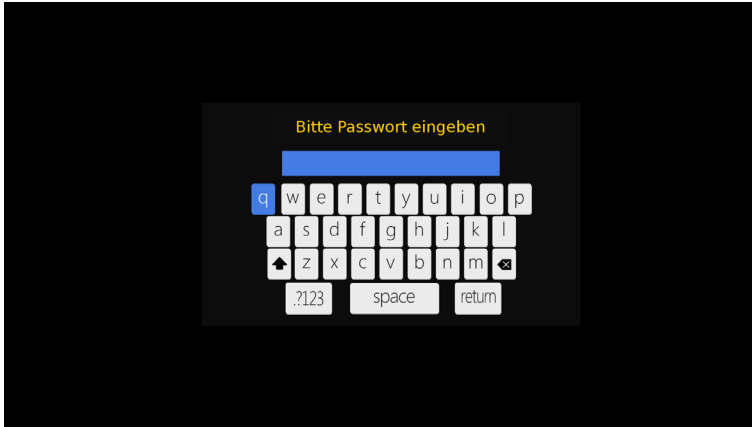 Bitte Passwort eingeben
q w e r t y u i o p
a s d f g h j k l
z x c v b n m
.?123 space return